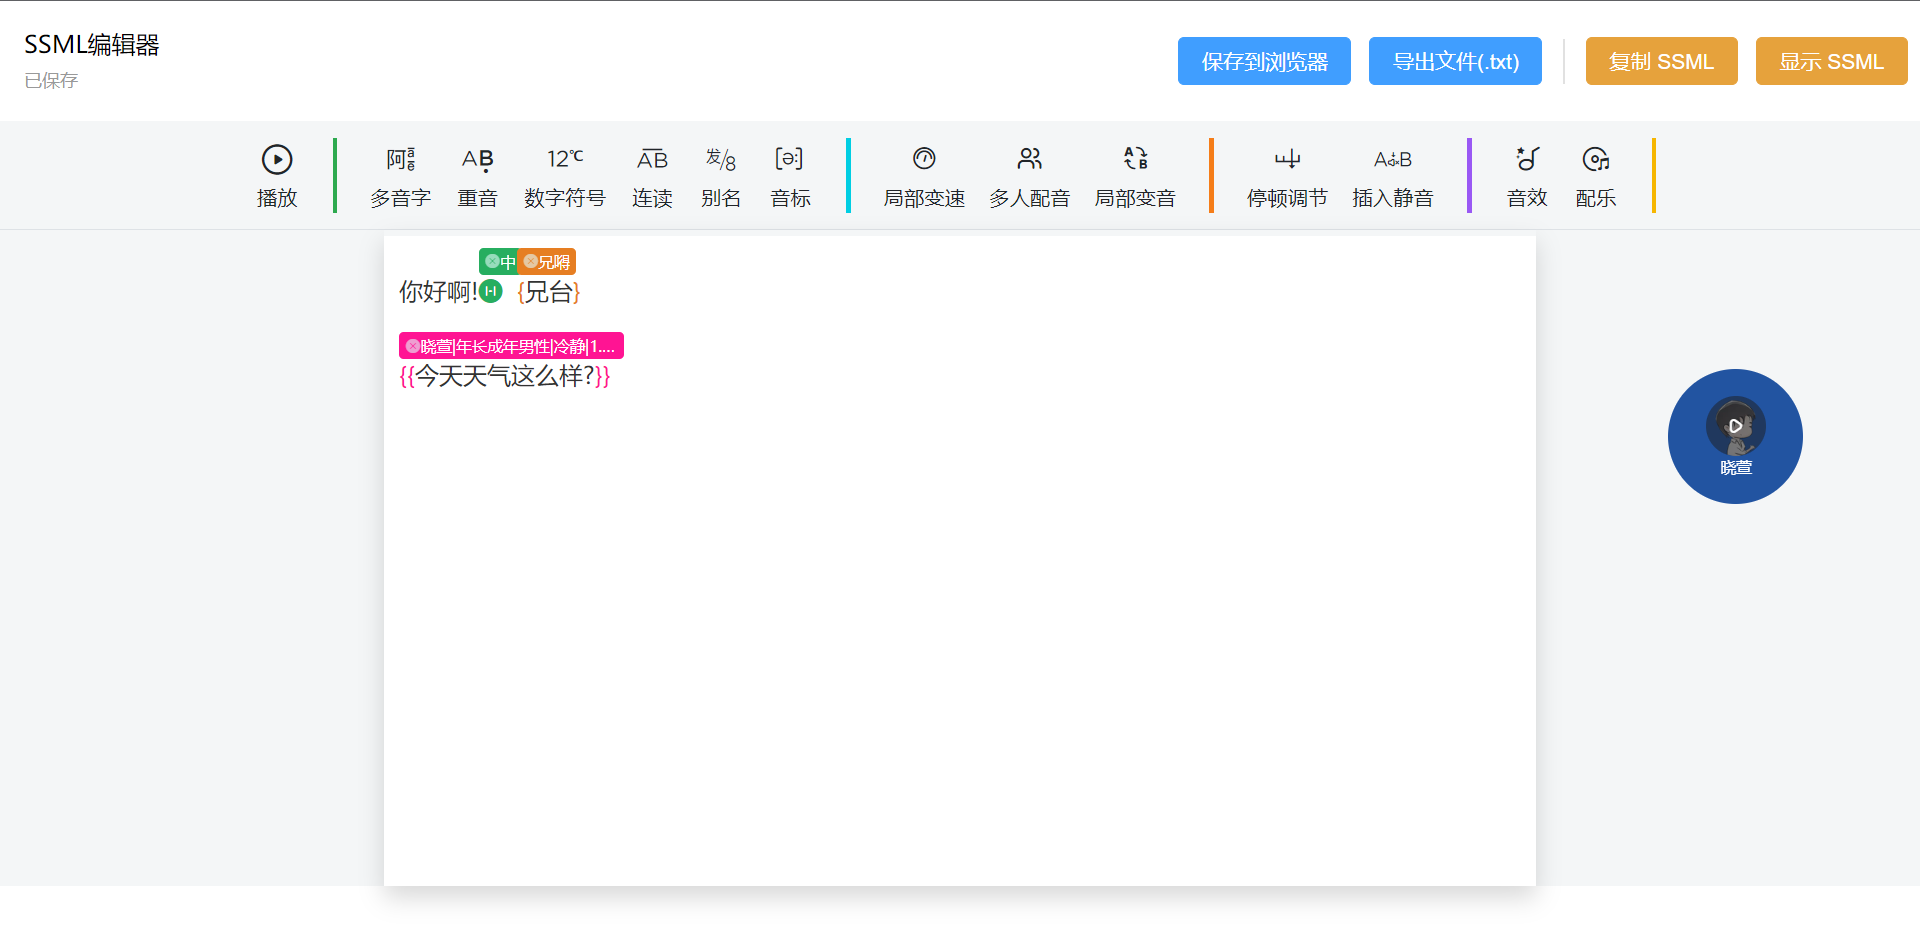 SSML编辑器
已保存
保存到浏览器 导出文件(.txt) 复制 SSML 显示 SSML
播放 多音字 重音 数字符号 连读 别名 音标 局部变速 多人配音 局部变音 停顿调节 插入静音 音效 配乐
中 兄嘚
你好啊! {兄台}
晓萱|年长成年男性|冷静|1....
{{今天天气这么样?}}
晓萱